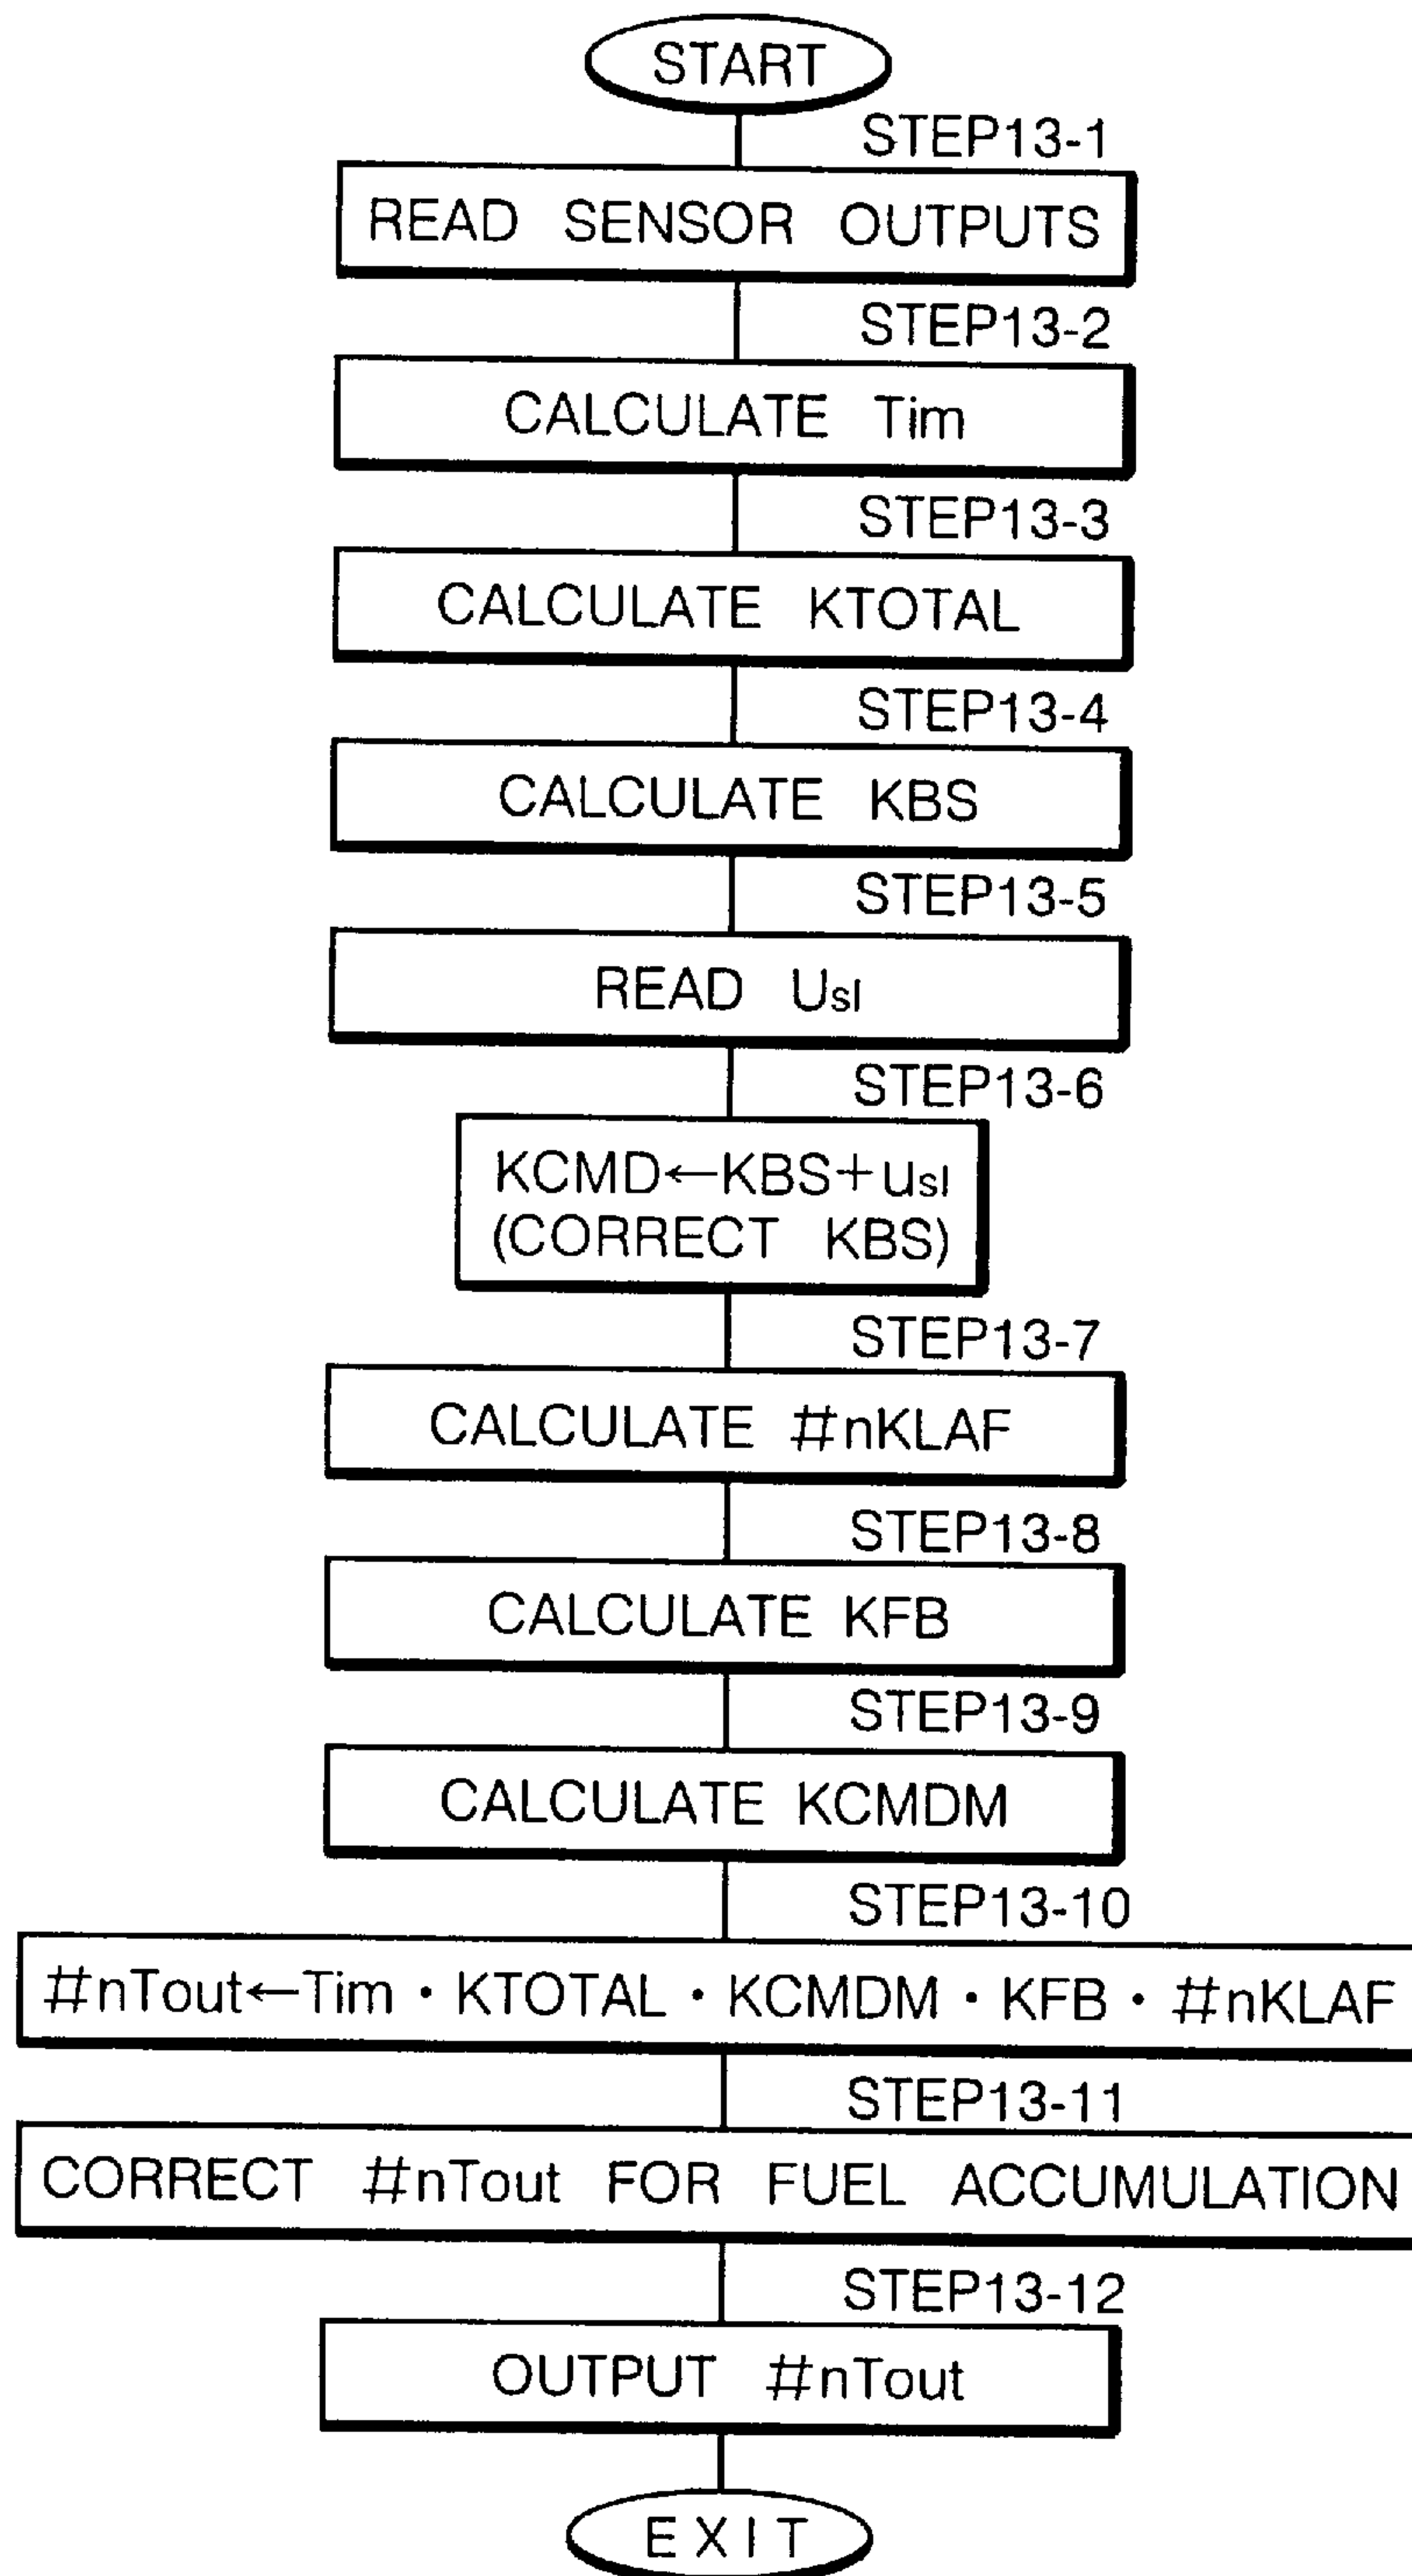 START
STEP13-1
READ SENSOR OUTPUTS
STEP13-2
CALCULATE Tim
STEP13-3
CALCULATE KTOTAL
STEP13-4
CALCULATE KBS
STEP13-5
READ Usl
STEP13-6
KCMD←KBS+usl
(CORRECT KBS)
STEP13-7
CALCULATE #nKLAF
STEP13-8
CALCULATE KFB
STEP13-9
CALCULATE KCMDM
STEP13-10
#nTout←Tim・KTOTAL・KCMDM・KFB・#nKLAF
STEP13-11
CORRECT #nTout FOR FUEL ACCUMULATION
STEP13-12
OUTPUT #nTout
EXIT